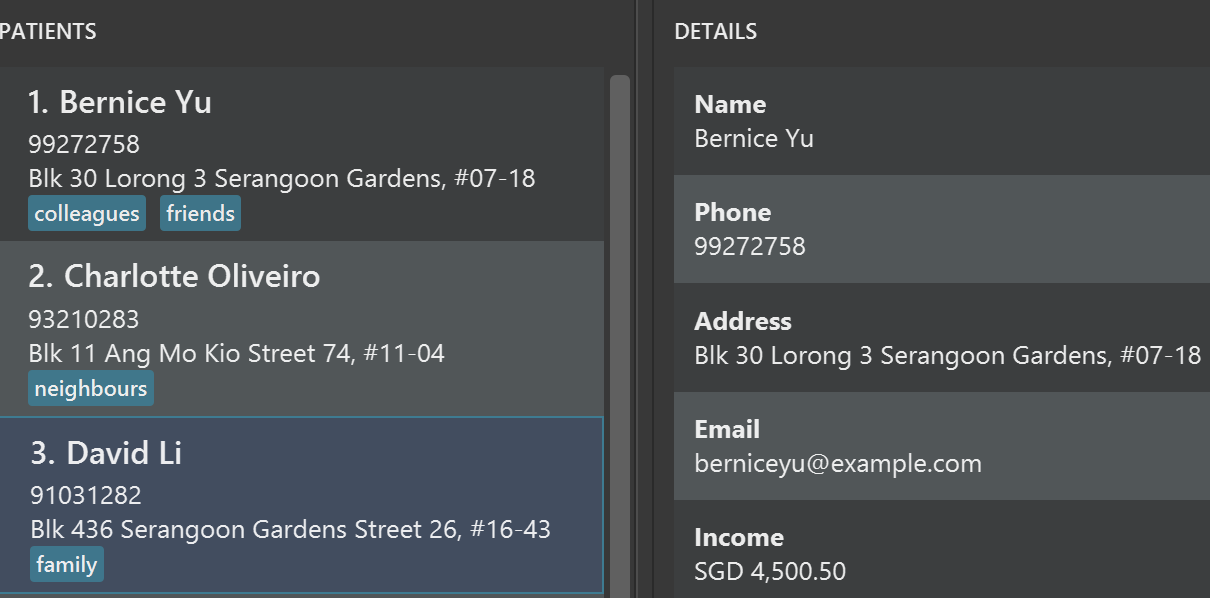 PATIENTS
1. Bernice Yu
99272758
Blk 30 Lorong 3 Serangoon Gardens, #07-18
colleagues friends
2. Charlotte Oliveiro
93210283
Blk 11 Ang Mo Kio Street 74, #11-04
neighbours
3. David Li
91031282
Blk 436 Serangoon Gardens Street 26, #16-43
family
DETAILS
Name
Bernice Yu
Phone
99272758
Address
Blk 30 Lorong 3 Serangoon Gardens, #07-18
Email
berniceyu@example.com
Income
SGD 4,500.50